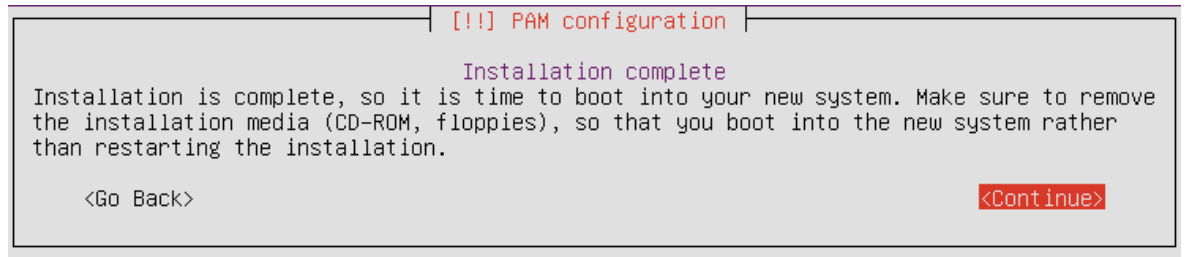 [!!] PAM configuration
Installation complete
Installation is complete, so it is time to boot into your new system. Make sure to remove
the installation media (CD-ROM, floppies), so that you boot into the new system rather
than restarting the installation.
<Go Back> <Continue>